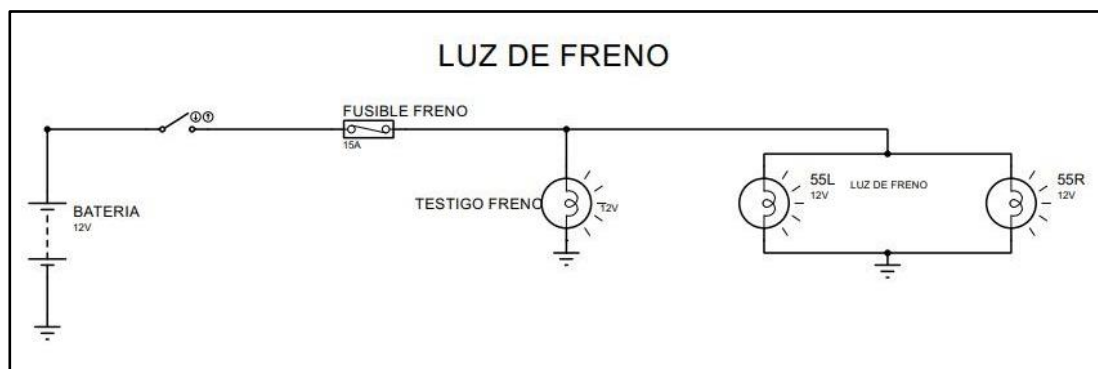 LUZ DE FRENO
FUSIBLE FRENO
15A
BATERIA
12V
TESTIGO FRENO
12V
55L
12V
LUZ DE FRENO
55R
12V